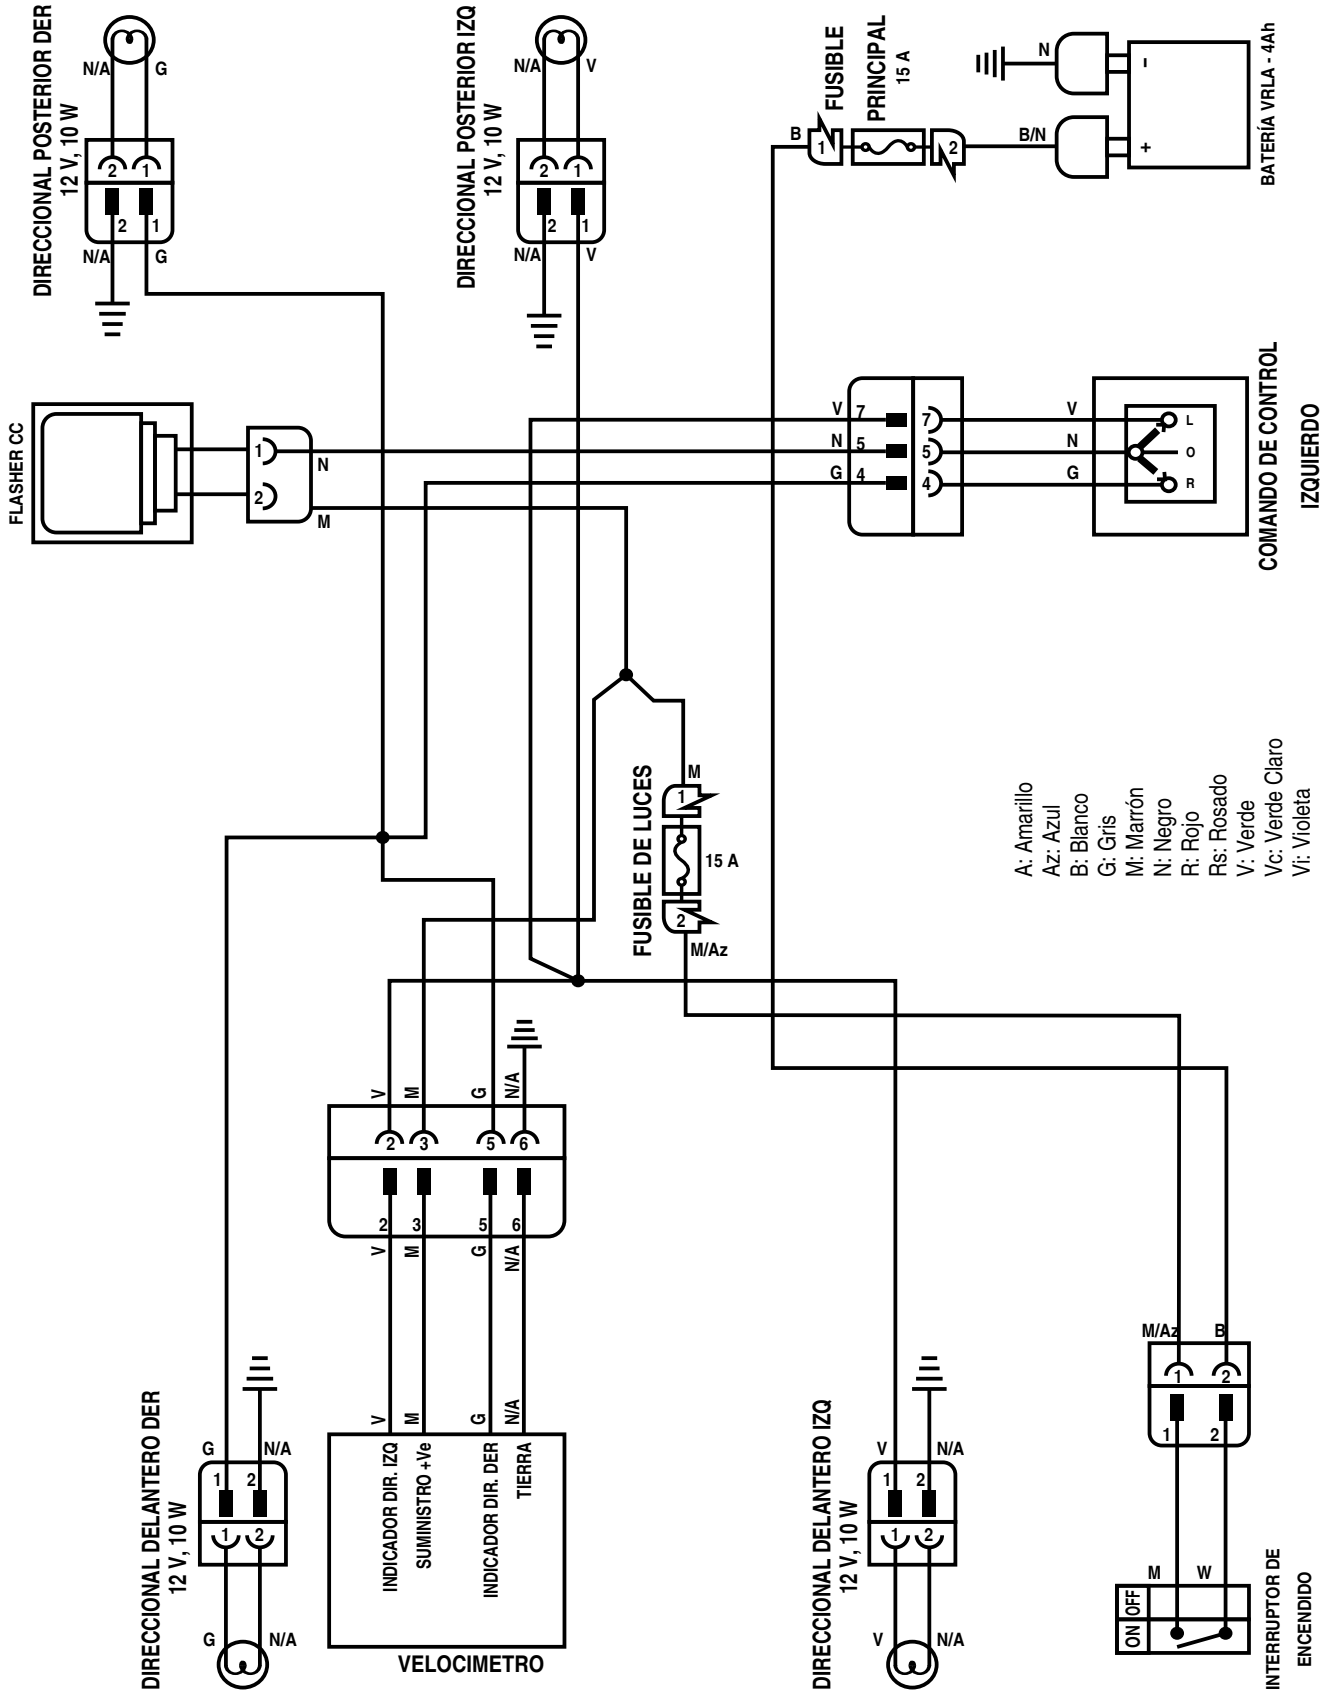 DIRECCIONAL POSTERIOR DER
12 V, 10 W
N/A
G
2
1
2
1
N/A
G
DIRECCIONAL POSTERIOR IZQ
12 V, 10 W
N/A
V
2
1
2
1
N/A
V
FUSIBLE
PRINCIPAL
15 A
B
1
2
B/N
N
-
+
BATERÍA VRLA - 4Ah
FLASHER CC
1
2
N
M
V
7
N
5
G
4
7
5
4
V
N
G
L
O
R
COMANDO DE CONTROL
IZQUIERDO
FUSIBLE DE LUCES
M
1
15 A
2
M/Az
A: Amarillo
Az: Azul
B: Blanco
G: Gris
M: Marrón
N: Negro
R: Rojo
Rs: Rosado
V: Verde
Vc: Verde Claro
Vi: Violeta
V
M
G
N/A
2
3
5
6
2
3
5
6
V
M
G
N/A
V
M
G
N/A
INDICADOR DIR. IZQ
SUMINISTRO +Ve
INDICADOR DIR. DER
TIERRA
VELOCIMETRO
DIRECCIONAL DELANTERO DER
12 V, 10 W
G
N/A
1
2
1
2
G
N/A
DIRECCIONAL DELANTERO IZQ
12 V, 10 W
V
N/A
1
2
1
2
V
N/A
M/Az
B
1
2
1
2
M
W
ON
OFF
INTERRUPTOR DE
ENCENDIDO